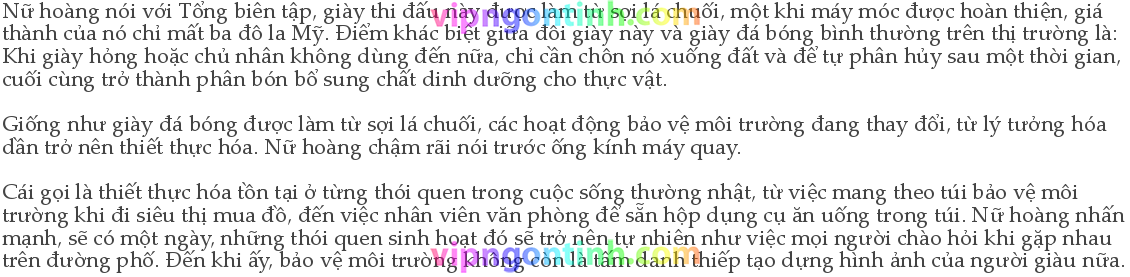 Nữ hoàng nói với Tổng biên tập, giày thi đấu này được làm từ sợi lá chuối, một khi máy móc được hoàn thiện, giá
thành của nó chỉ mất ba đô la Mỹ. Điểm khác biệt giữa đôi giày này và giày đá bóng bình thường trên thị trường là:
Khi giày hỏng hoặc chủ nhân không dùng đến nữa, chỉ cần chôn nó xuống đất và để tự phân hủy sau một thời gian,
cuối cùng trở thành phân bón bổ sung chất dinh dưỡng cho thực vật.
Giống như giày đá bóng được làm từ sợi lá chuối, các hoạt động bảo vệ môi trường đang thay đổi, từ lý tưởng hóa
dần trở nên thiết thực hóa. Nữ hoàng chậm rãi nói trước ống kính máy quay.
Cái gọi là thiết thực hóa tồn tại ở từng thói quen trong cuộc sống thường nhật, từ việc mang theo túi bảo vệ môi
trường khi đi siêu thị mua đồ, đến việc nhân viên văn phòng để sẵn hộp dụng cụ ăn uống trong túi. Nữ hoàng nhấn
mạnh, sẽ có một ngày, những thói quen sinh hoạt đó sẽ trở nên tự nhiên như việc mọi người chào hỏi khi gặp nhau
trên đường phố. Đến khi ấy, bảo vệ môi trường không còn là tấm danh thiếp tạo dựng hình ảnh của người giàu nữa.
vipngontinh.com
vipngontinh.com